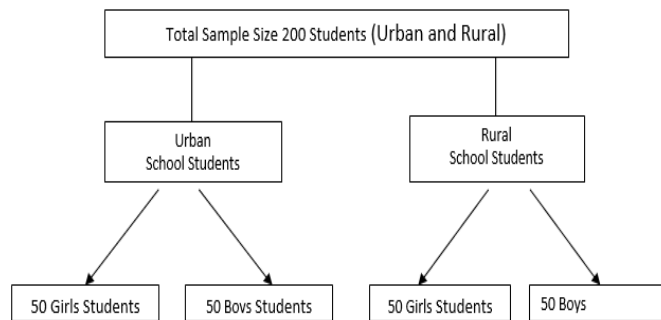 Total Sample Size 200 Students (Urban and Rural)
Urban
School Students
Rural
School Students
50 Girls Students
50 Boys Students
50 Girls Students
50 Boys